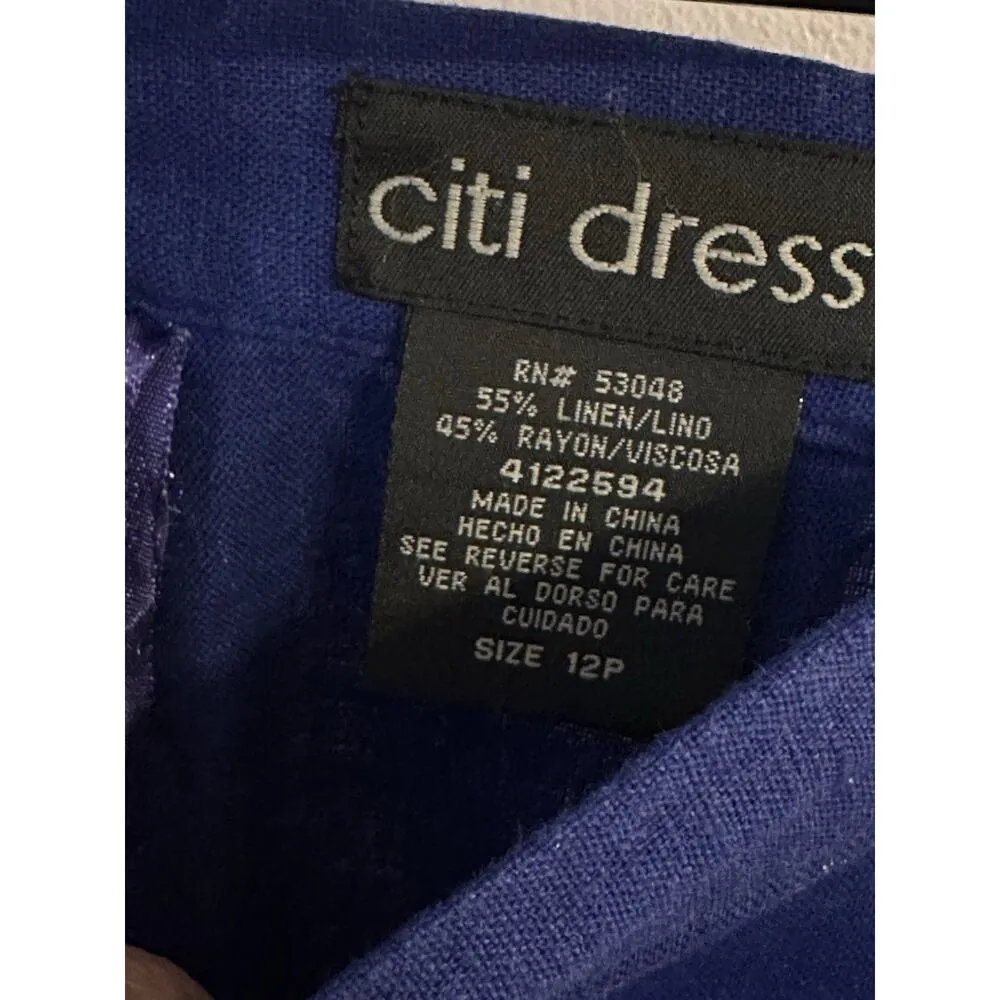 citi dress
RN# 53048
55% LINEN/LINO
45% RAYON/VISCOSA
4122594
MADE IN CHINA
HECHO EN CHINA
SEE REVERSE FOR CARE
VER AL DORSO PARA
CUIDADO
SIZE 12P